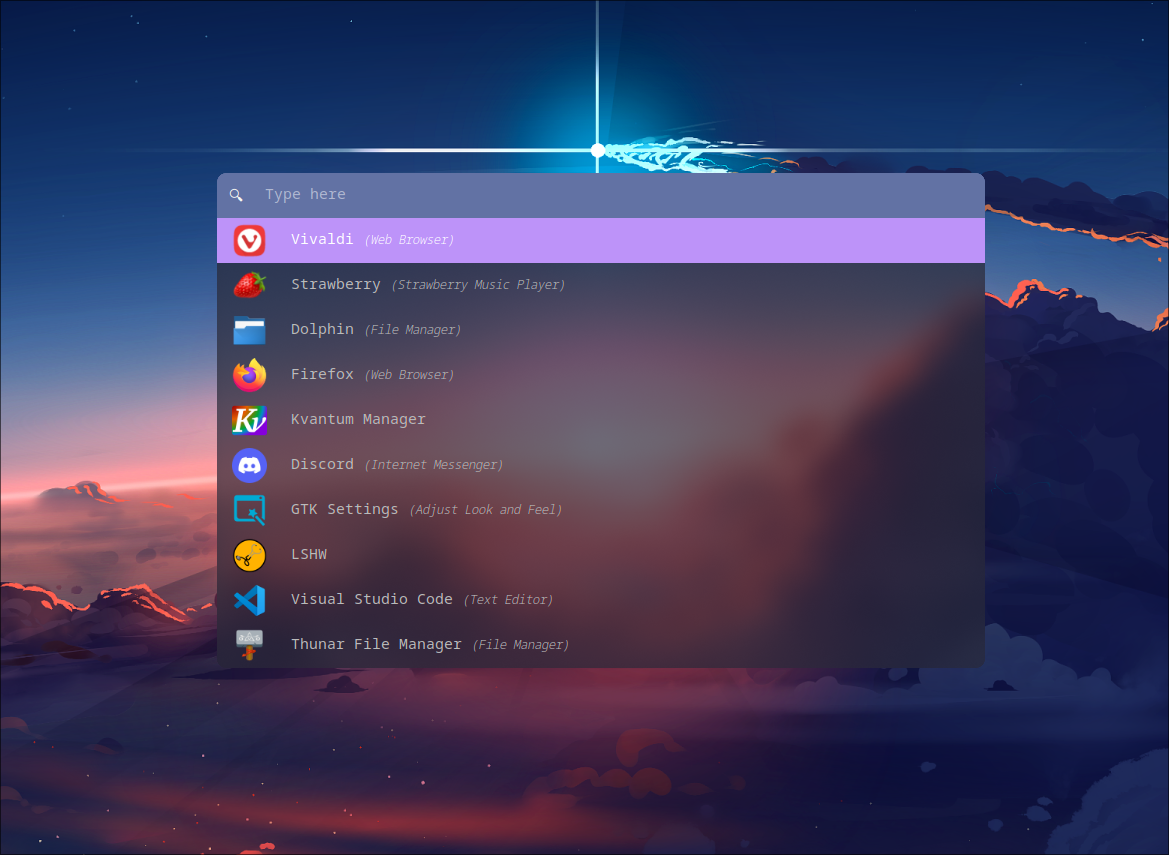 Type here
Vivaldi (Web Browser)
Strawberry (Strawberry Music Player)
Dolphin (File Manager)
Firefox (Web Browser)
Kv Kvantum Manager
Discord (Internet Messenger)
GTK Settings (Adjust Look and Feel)
LSHW
Visual Studio Code (Text Editor)
Thunar File Manager (File Manager)